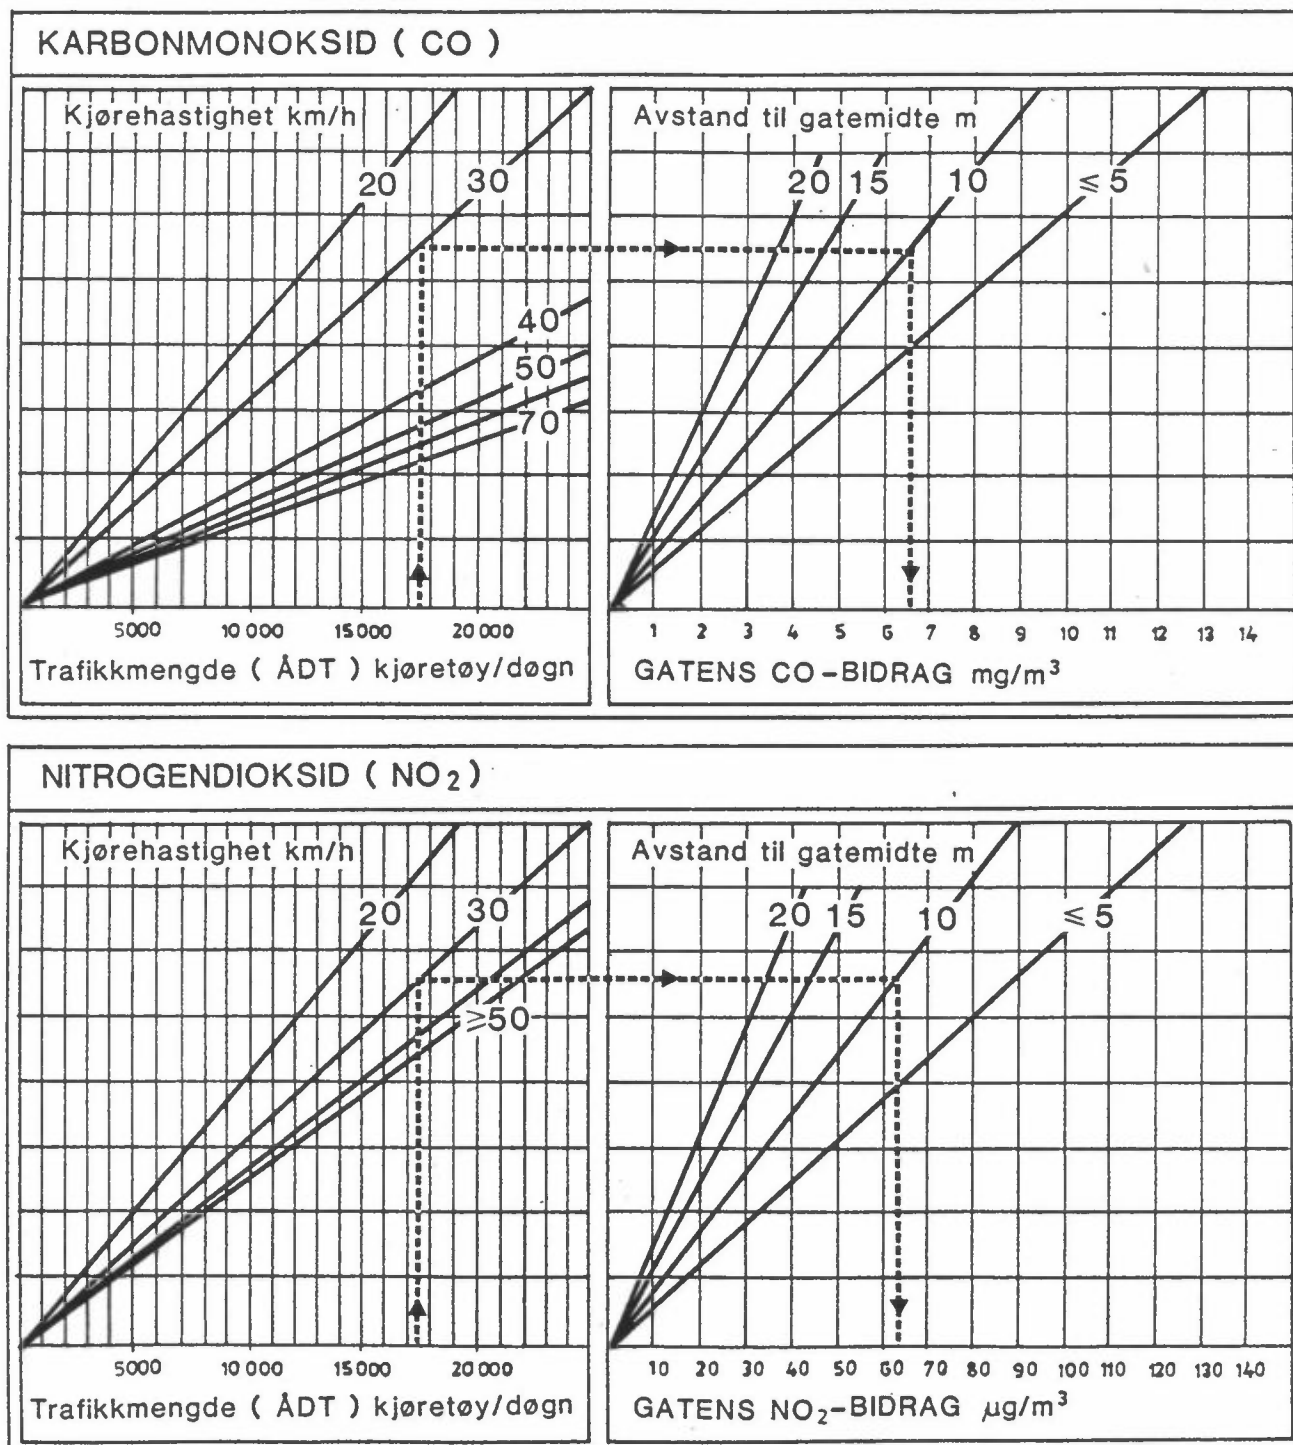 KARBONMONOKSID ( CO )
Kjørehastighet km/h
20
30
40
50
70
5000 10 000 15 000 20 000
Trafikkmengde ( ÅDT ) kjøretøy/døgn
Avstand til gatemidte m
20 15 10 ≤ 5
1 2 3 4 5 6 7 8 9 10 11 12 13 14
GATENS CO-BIDRAG mg/m³
NITROGENDIOKSID ( NO₂ )
Kjørehastighet km/h
20 30
≥50
5000 10 000 15 000 20 000
Trafikkmengde ( ÅDT ) kjøretøy/døgn
Avstand til gatemidte m
20 15 10 ≤ 5
10 20 30 40 50 60 70 80 90 100 110 120 130 140
GATENS NO₂-BIDRAG µg/m³